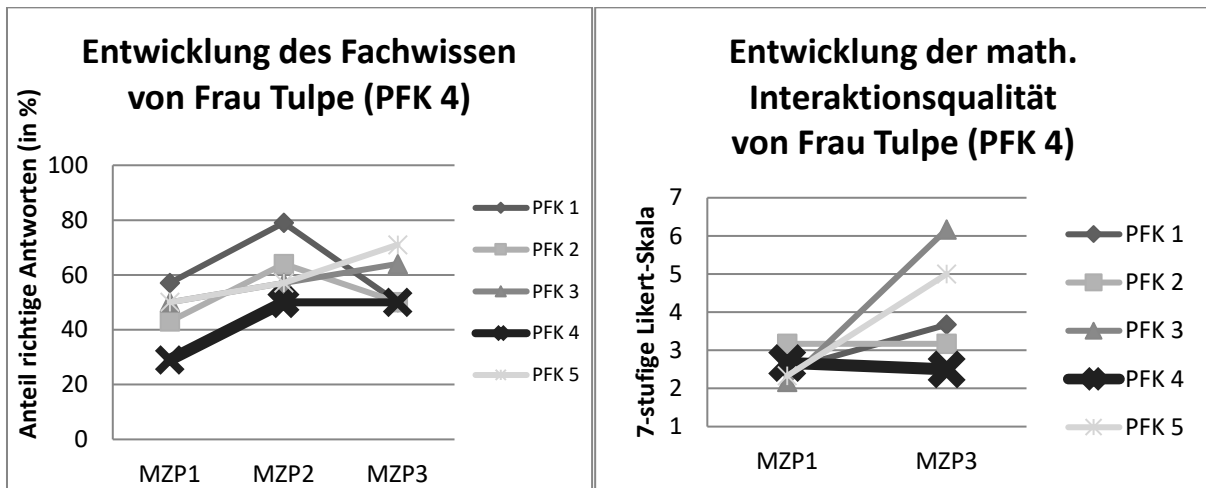 Entwicklung des Fachwissen
von Frau Tulpe (PFK 4)
Anteil richtige Antworten (in %)
100
80
60
40
20
0
MZP1
MZP2
MZP3
PFK 1
PFK 2
PFK 3
PFK 4
PFK 5
Entwicklung der math.
Interaktionsqualität
von Frau Tulpe (PFK 4)
7-stufige Likert-Skala
7
6
5
4
3
2
1
MZP1
MZP3
PFK 1
PFK 2
PFK 3
PFK 4
PFK 5